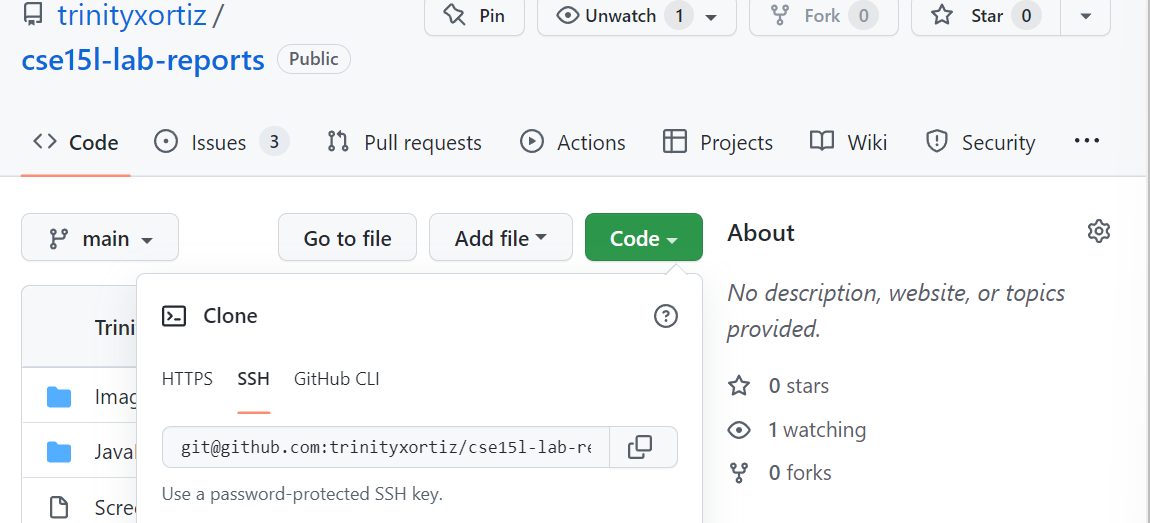 trinityxortiz /
cse15l-lab-reports Public
Pin
Unwatch 1
Fork 0
Star 0
Code
Issues 3
Pull requests
Actions
Projects
Wiki
Security
main
Go to file
Add file
Code
About
No description, website, or topics
provided.
0 stars
1 watching
0 forks
Clone
HTTPS SSH GitHub CLI
git@github.com:trinityxortiz/cse15l-lab-re
Use a password-protected SSH key.
Trini
Imag
Java
Scree